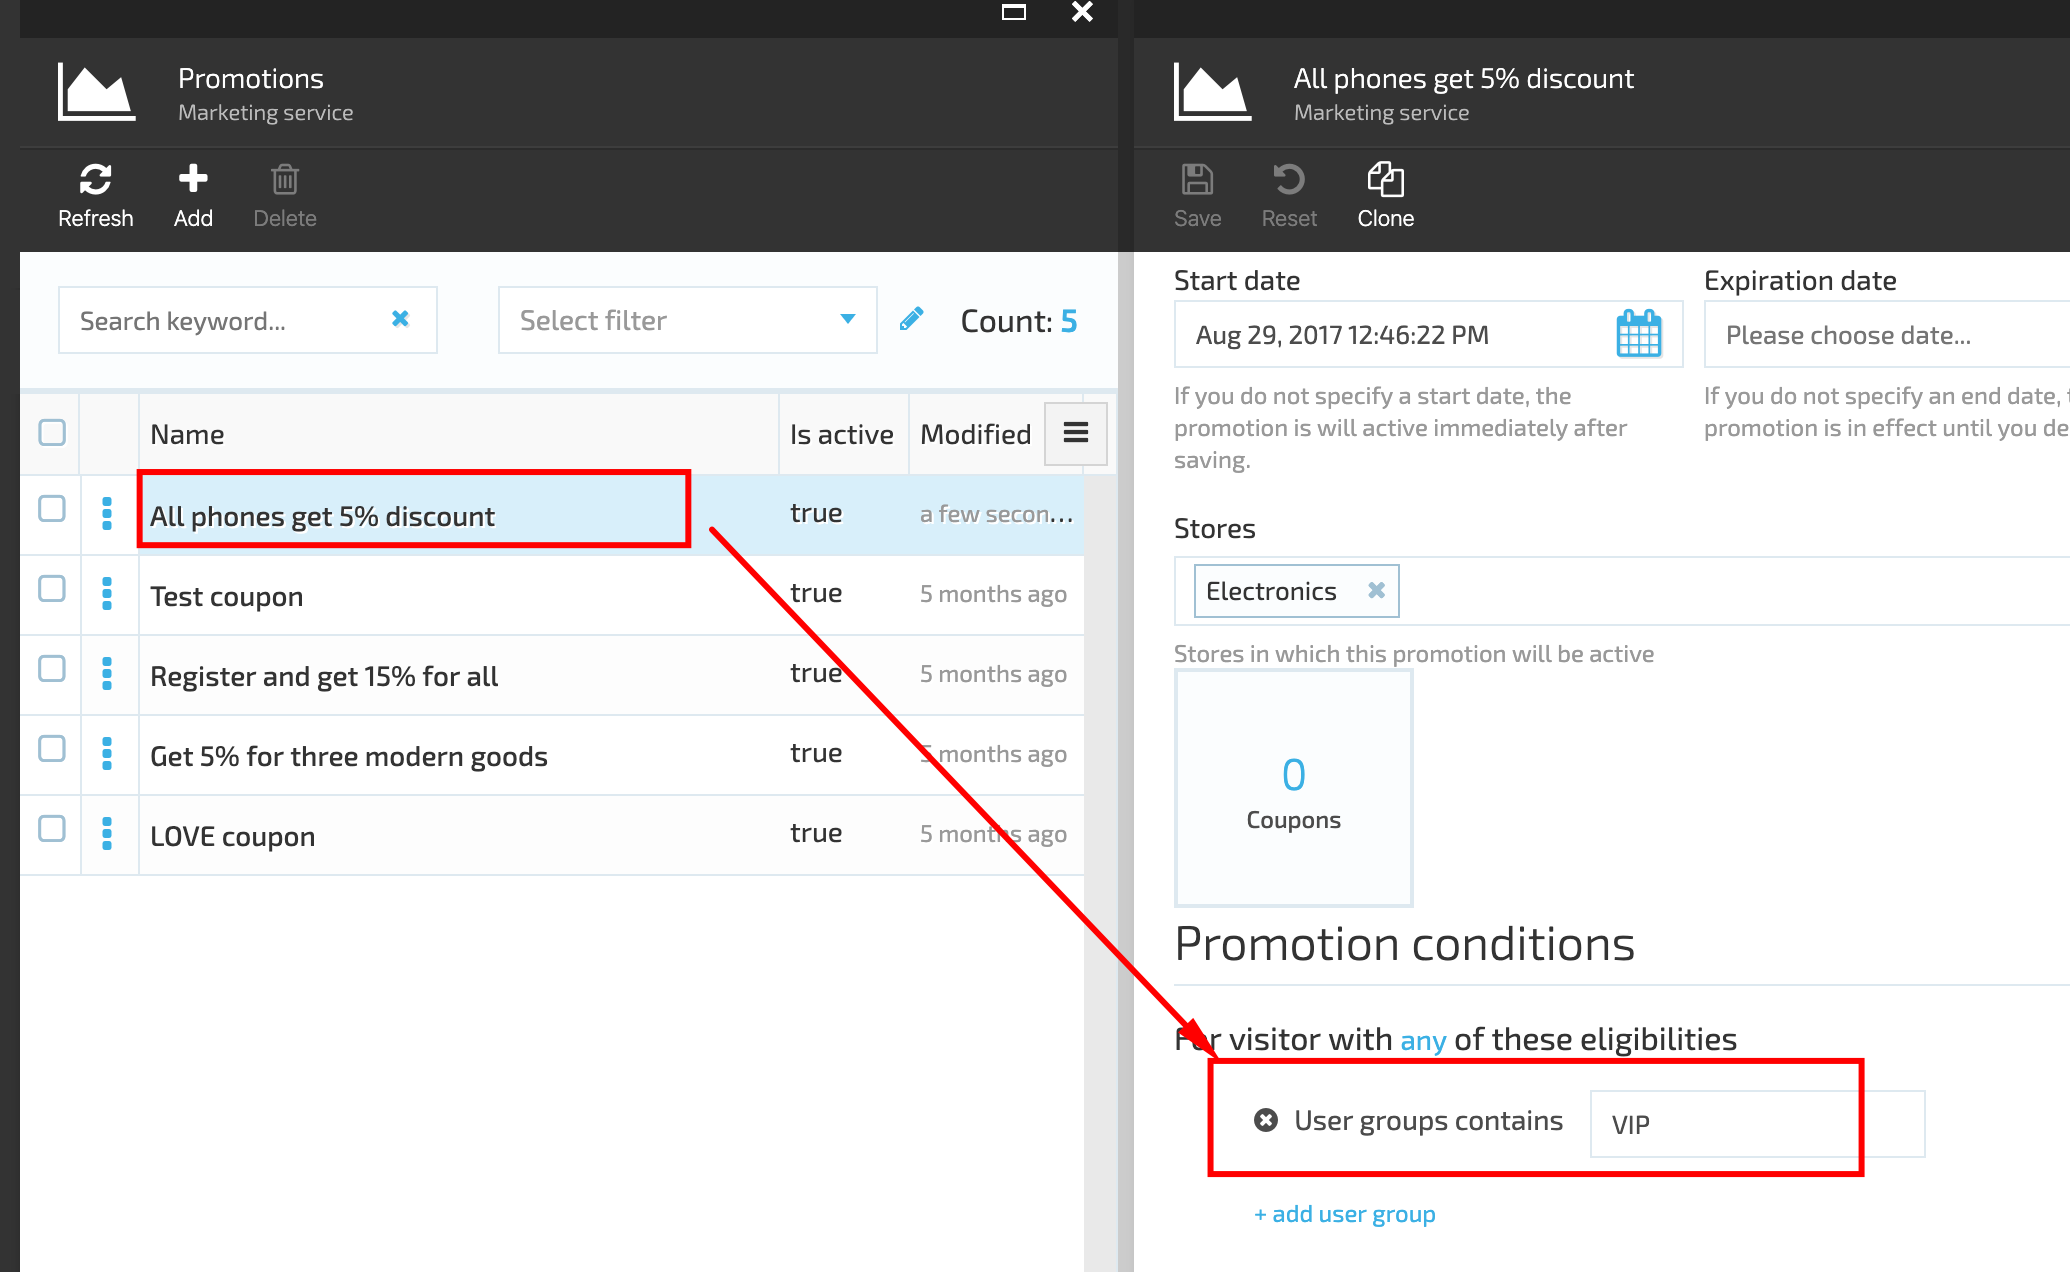 Promotions
Marketing service
Refresh
Add
Delete
Search keyword...
Select filter
Count: 5
Name
Is active
Modified
All phones get 5% discount
true
a few secon...
Test coupon
true
5 months ago
Register and get 15% for all
true
5 months ago
Get 5% for three modern goods
true
5 months ago
LOVE coupon
true
5 months ago
All phones get 5% discount
Marketing service
Save
Reset
Clone
Start date
Aug 29, 2017 12:46:22 PM
If you do not specify a start date, the
promotion is will active immediately after
saving.
Expiration date
Please choose date...
If you do not specify an end date,
promotion is in effect until you de
Stores
Electronics
Stores in which this promotion will be active
0
Coupons
Promotion conditions
For visitor with any of these eligibilities
User groups contains
VIP
+ add user group